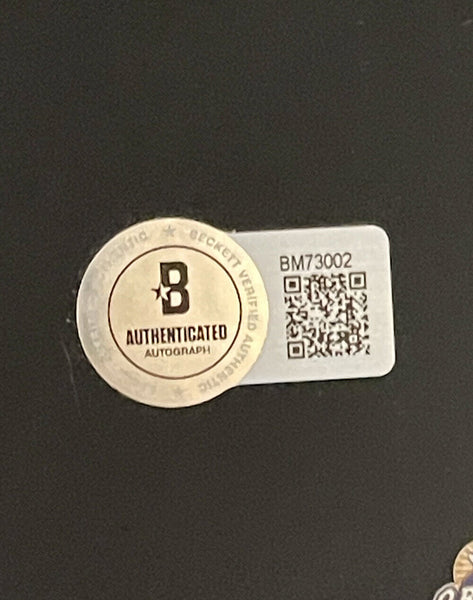 BECKETT VERIFIED AUTHENTIC
B
AUTHENTICATED
AUTOGRAPH
BM73002